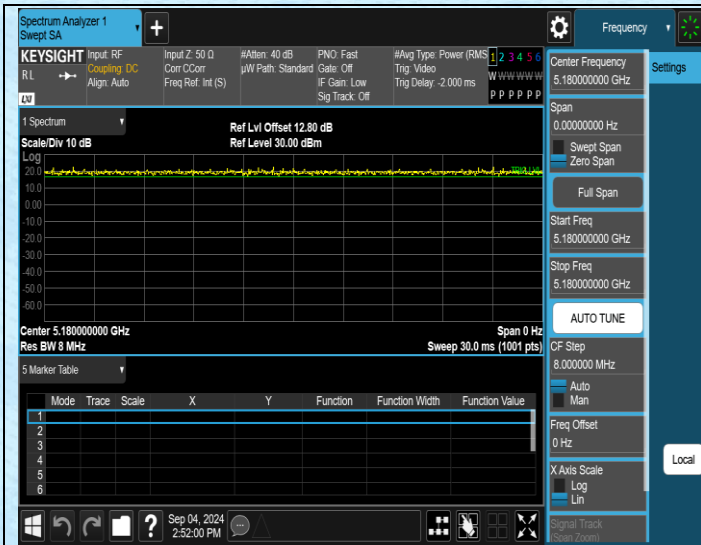 Spectrum Analyzer 1
Swept SA
+
Frequency
KEYSIGHT
RL
LXI
Input: RF
Coupling: DC
Align: Auto
Input Z: 50 Ω
Corr CCorr
Freq Ref: Int (S)
#Atten: 40 dB
µW Path: Standard
PNO: Fast
Gate: Off
IF Gain: Low
Sig Track: Off
#Avg Type: Power (RMS
Trig: Video
Trig Delay: -2.000 ms
1 2 3 4 5 6
W W W W W W
P P P P P P
1 Spectrum
Scale/Div 10 dB
Ref Lvl Offset 12.80 dB
Ref Level 30.00 dBm
Log
20.0
10.0
0.00
-10.0
-20.0
-30.0
-40.0
-50.0
-60.0
Center 5.180000000 GHz
Res BW 8 MHz
Span 0 Hz
Sweep 30.0 ms (1001 pts)
5 Marker Table
Mode Trace Scale X Y Function Function Width Function Value
1
2
3
4
5
6
Sep 04, 2024
2:52:00 PM
?
Center Frequency
5.180000000 GHz
Span
0.00000000 Hz
Swept Span
Zero Span
Full Span
Start Freq
5.180000000 GHz
Stop Freq
5.180000000 GHz
AUTO TUNE
CF Step
8.000000 MHz
Auto
Man
Freq Offset
0 Hz
X Axis Scale
Log
Lin
Signal Track
(Span Zoom)
Settings
Local